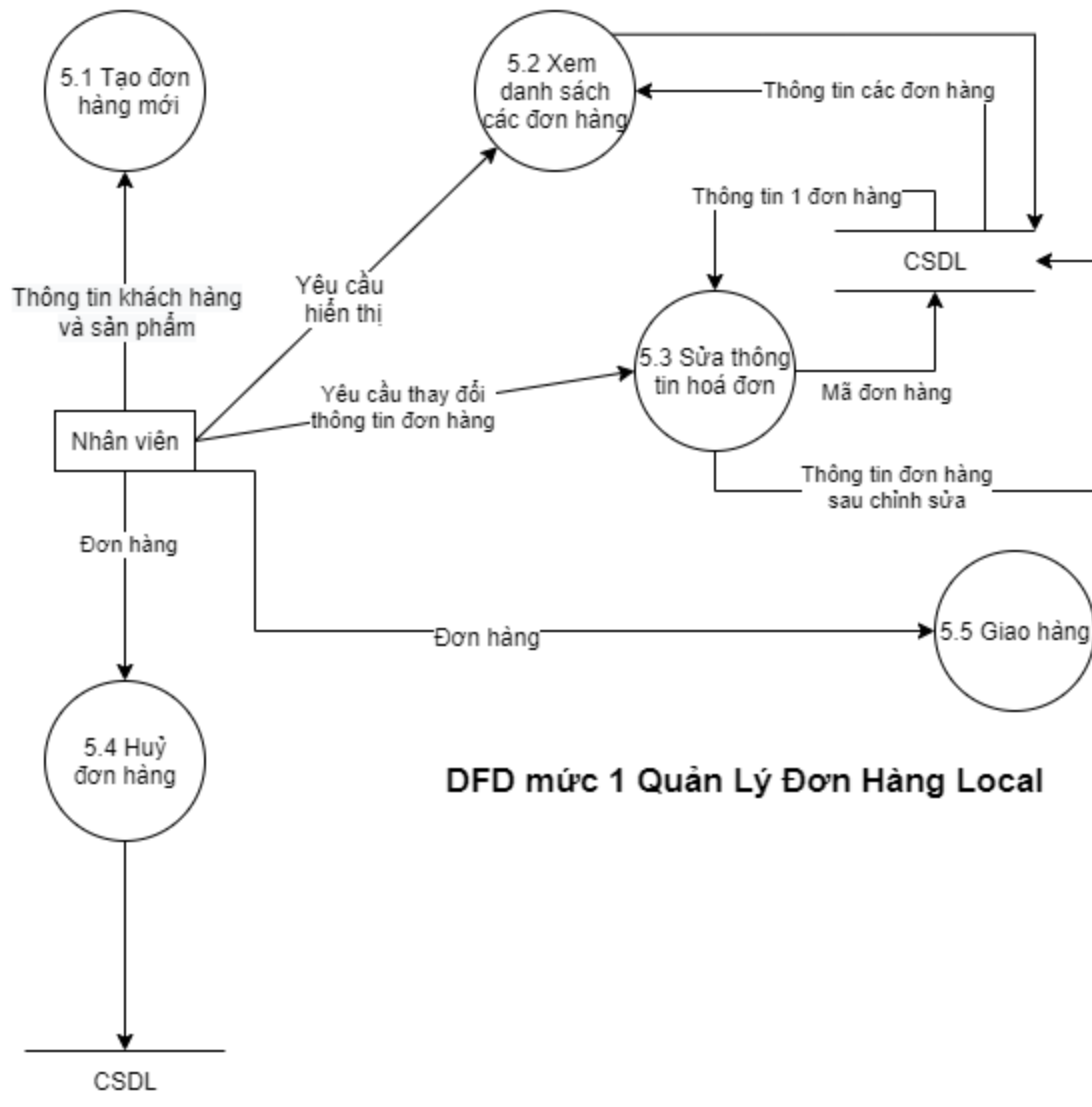 5.1 Tạo đơn
hàng mới
5.2 Xem
danh sách
các đơn hàng
Thông tin các đơn hàng
Thông tin 1 đơn hàng
CSDL
Thông tin khách hàng
và sản phẩm
Yêu cầu
hiển thị
5.3 Sửa thông
tin hoá đơn
Mã đơn hàng
Yêu cầu thay đổi
thông tin đơn hàng
Nhân viên
Thông tin đơn hàng
sau chỉnh sửa
Đơn hàng
Đơn hàng
5.5 Giao hàng
5.4 Huỷ
đơn hàng
DFD mức 1 Quản Lý Đơn Hàng Local
CSDL